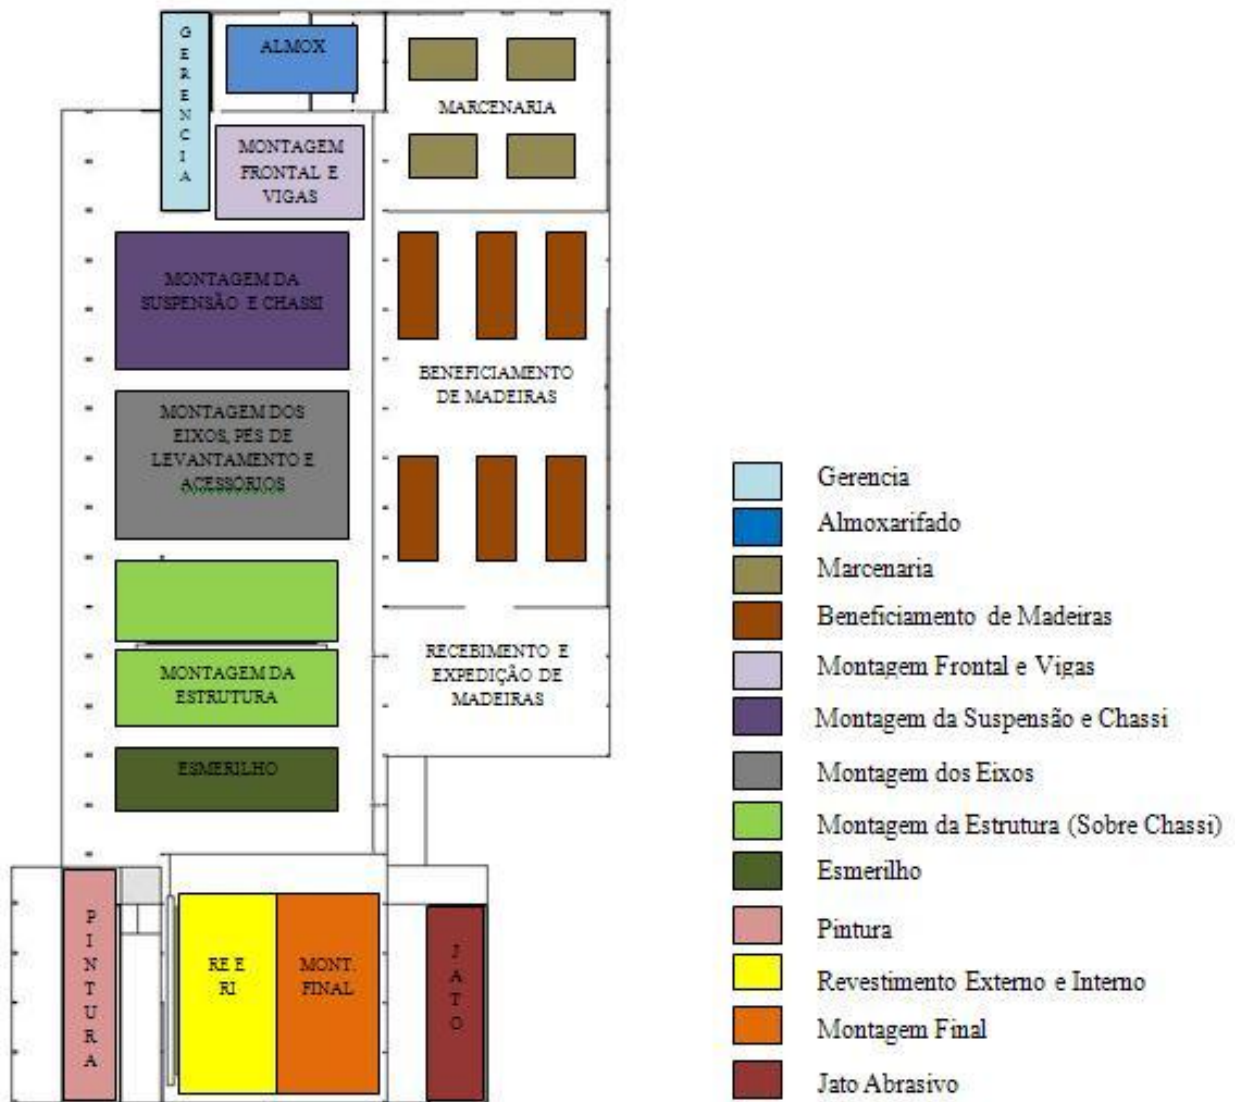 GERENCIA
ALMOX
MARCENARIA
MONTAGEM
FRONTAL E
VIGAS
MONTAGEM DA
SUSPENSÃO E CHASSI
BENEFICIAMENTO
DE MADEIRAS
MONTAGEM DOS
EIXOS, PÉS DE
LEVANTAMENTO E
ACESSÓRIOS
MONTAGEM DA
ESTRUTURA
RECEBIMENTO E
EXPEDIÇÃO DE
MADEIRAS
ESMERILHO
PINTURA
RE E
RI
MONT.
FINAL
JATO
Gerencia
Almoxarifado
Marcenaria
Beneficiamento de Madeiras
Montagem Frontal e Vigas
Montagem da Suspensão e Chassi
Montagem dos Eixos
Montagem da Estrutura (Sobre Chassi)
Esmerilho
Pintura
Revestimento Externo e Interno
Montagem Final
Jato Abrasivo